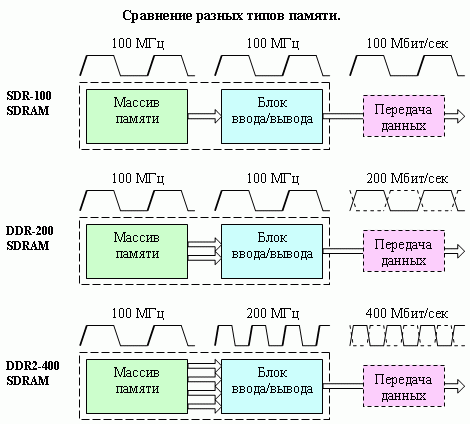 Сравнение разных типов памяти.
100 МГц 100 МГц 100 Мбит/сек
SDR-100
SDRAM
Массив
памяти
Блок
ввода/вывода
Передача
данных
100 МГц 100 МГц 200 Мбит/сек
DDR-200
SDRAM
Массив
памяти
Блок
ввода/вывода
Передача
данных
100 МГц 200 МГц 400 Мбит/сек
DDR2-400
SDRAM
Массив
памяти
Блок
ввода/вывода
Передача
данных